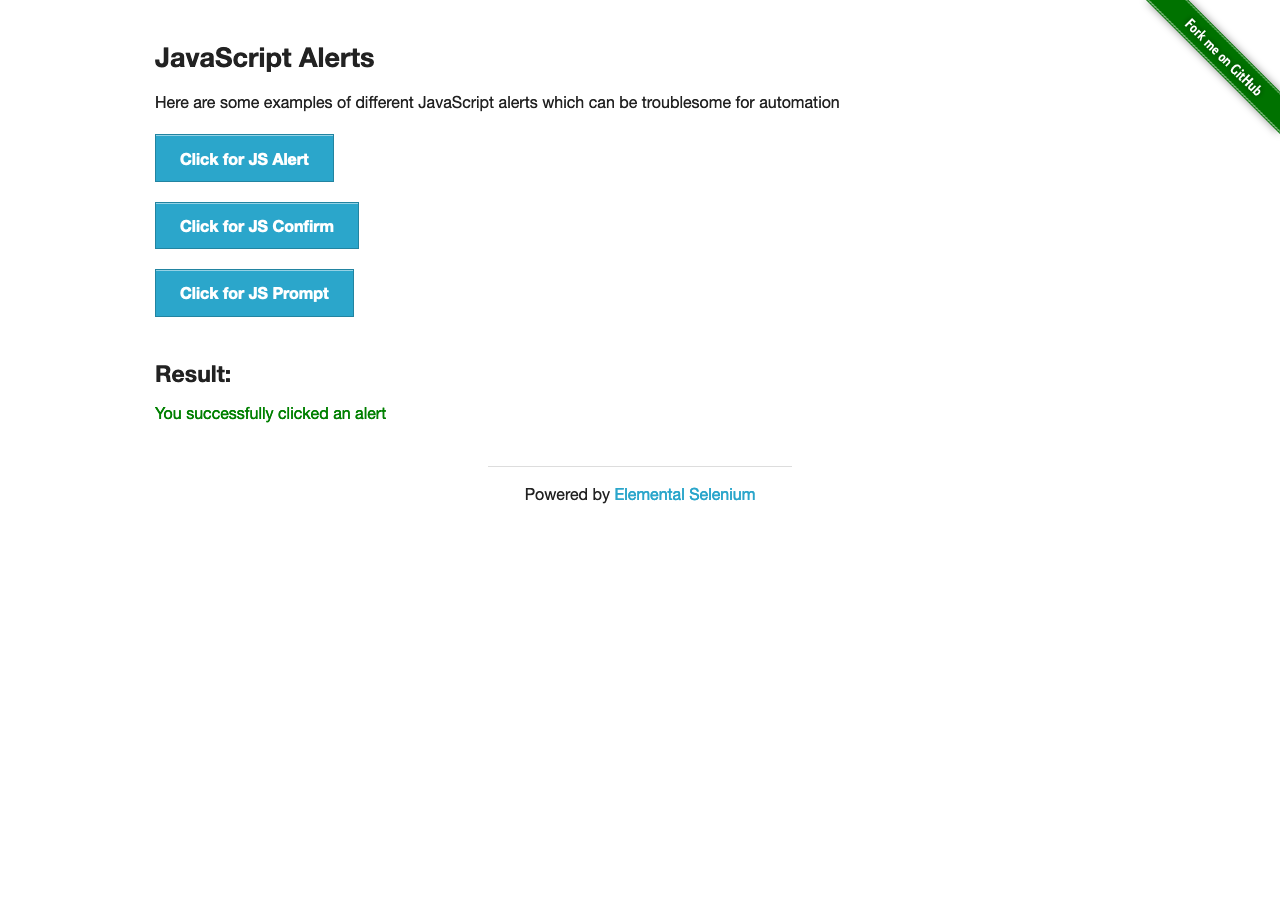 Fork me on GitHub
JavaScript Alerts
Here are some examples of different JavaScript alerts which can be troublesome for automation
Click for JS Alert
Click for JS Confirm
Click for JS Prompt
Result:
You successfully clicked an alert
Powered by Elemental Selenium